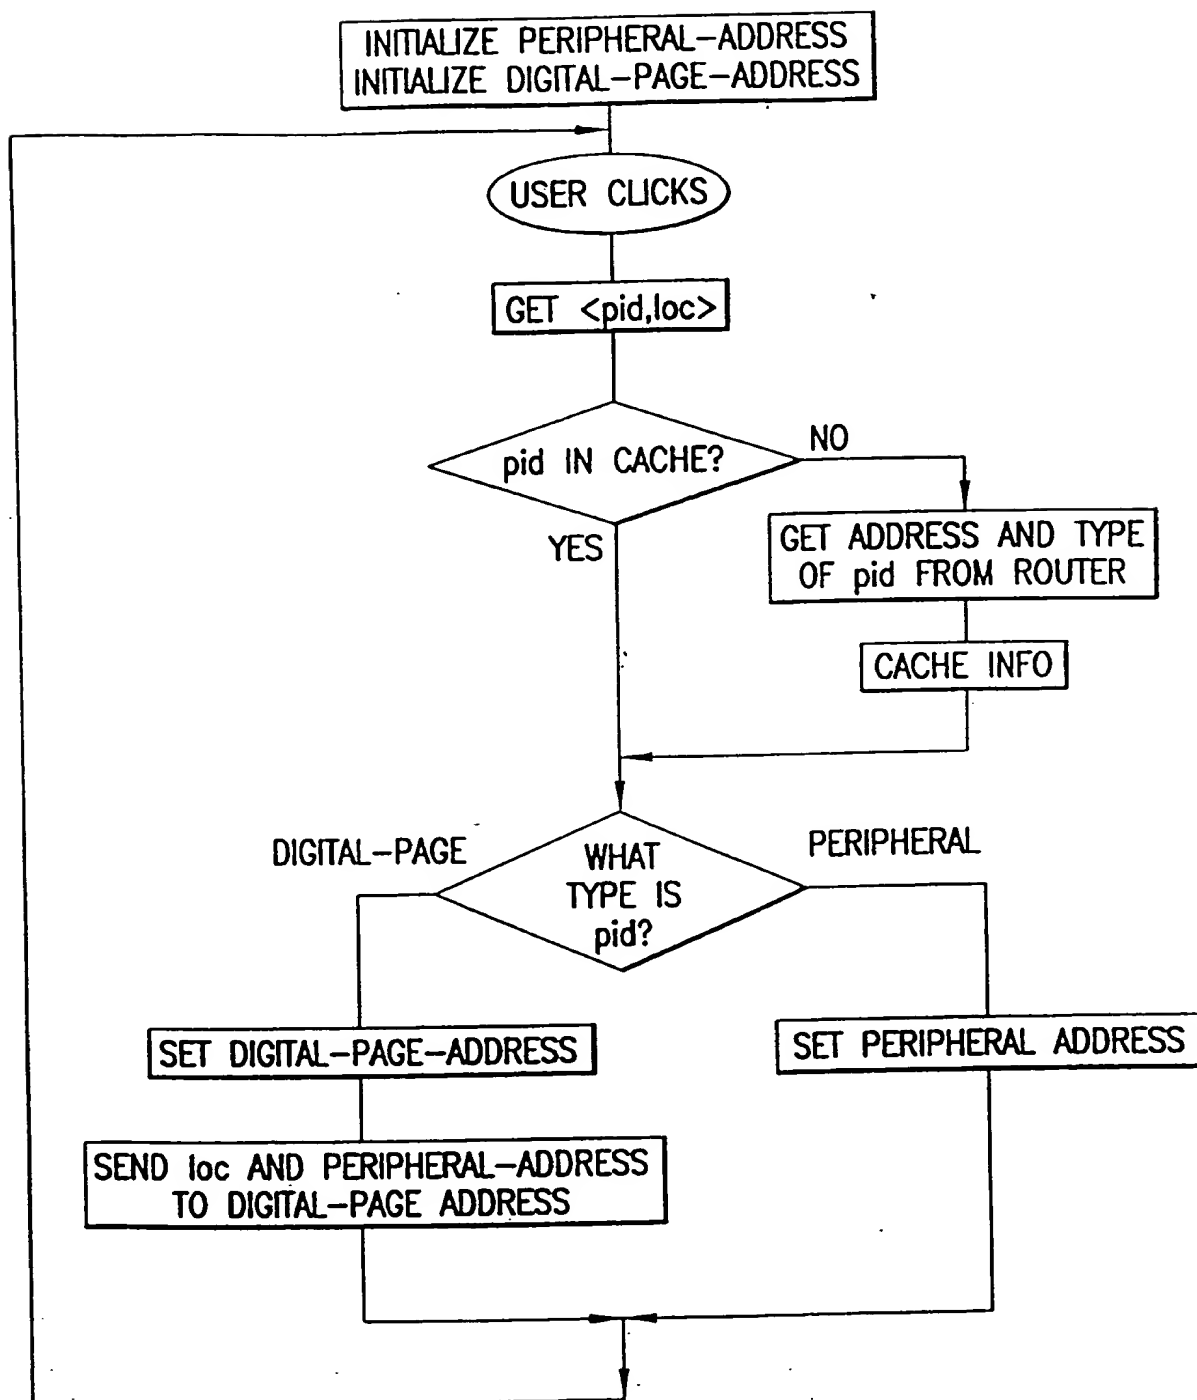 INITIALIZE PERIPHERAL-ADDRESS
INITIALIZE DIGITAL-PAGE-ADDRESS
USER CLICKS
GET <pid,loc>
pid IN CACHE?
NO
YES
GET ADDRESS AND TYPE
OF pid FROM ROUTER
CACHE INFO
DIGITAL-PAGE
WHAT
TYPE IS
pid?
PERIPHERAL
SET DIGITAL-PAGE-ADDRESS
SET PERIPHERAL ADDRESS
SEND loc AND PERIPHERAL-ADDRESS
TO DIGITAL-PAGE ADDRESS